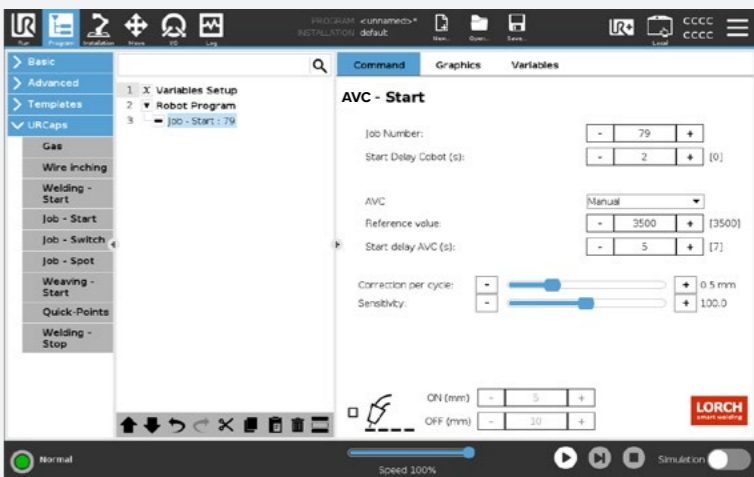 UR
PROGRAM <unnamed>*
INSTALLATION default
Run
Program
Installation
Move
I/O
Log
New...
Open...
Save...
UR+
Local
CCCC
CCCC
Basic
Advanced
Templates
URCaps
Gas
Wire inching
Welding -
Start
Job - Start
Job - Switch
Job - Spot
Weaving -
Start
Quick-Points
Welding -
Stop
1 X Variables Setup
2 Robot Program
3 Job - Start : 79
Command Graphics Variables
AVC - Start
Job Number: - 79 +
Start Delay Cobot (s): - 2 + [0]
AVC Manual
Reference value: - 3500 + [3500]
Start delay AVC (s): - 5 + [7]
Correction per cycle: - + 0.5 mm
Sensitivity: - + 100.0
ON (mm) - 5 +
OFF (mm) - 10 +
LORCH
smart welding
Normal
Speed 100%
Simulation